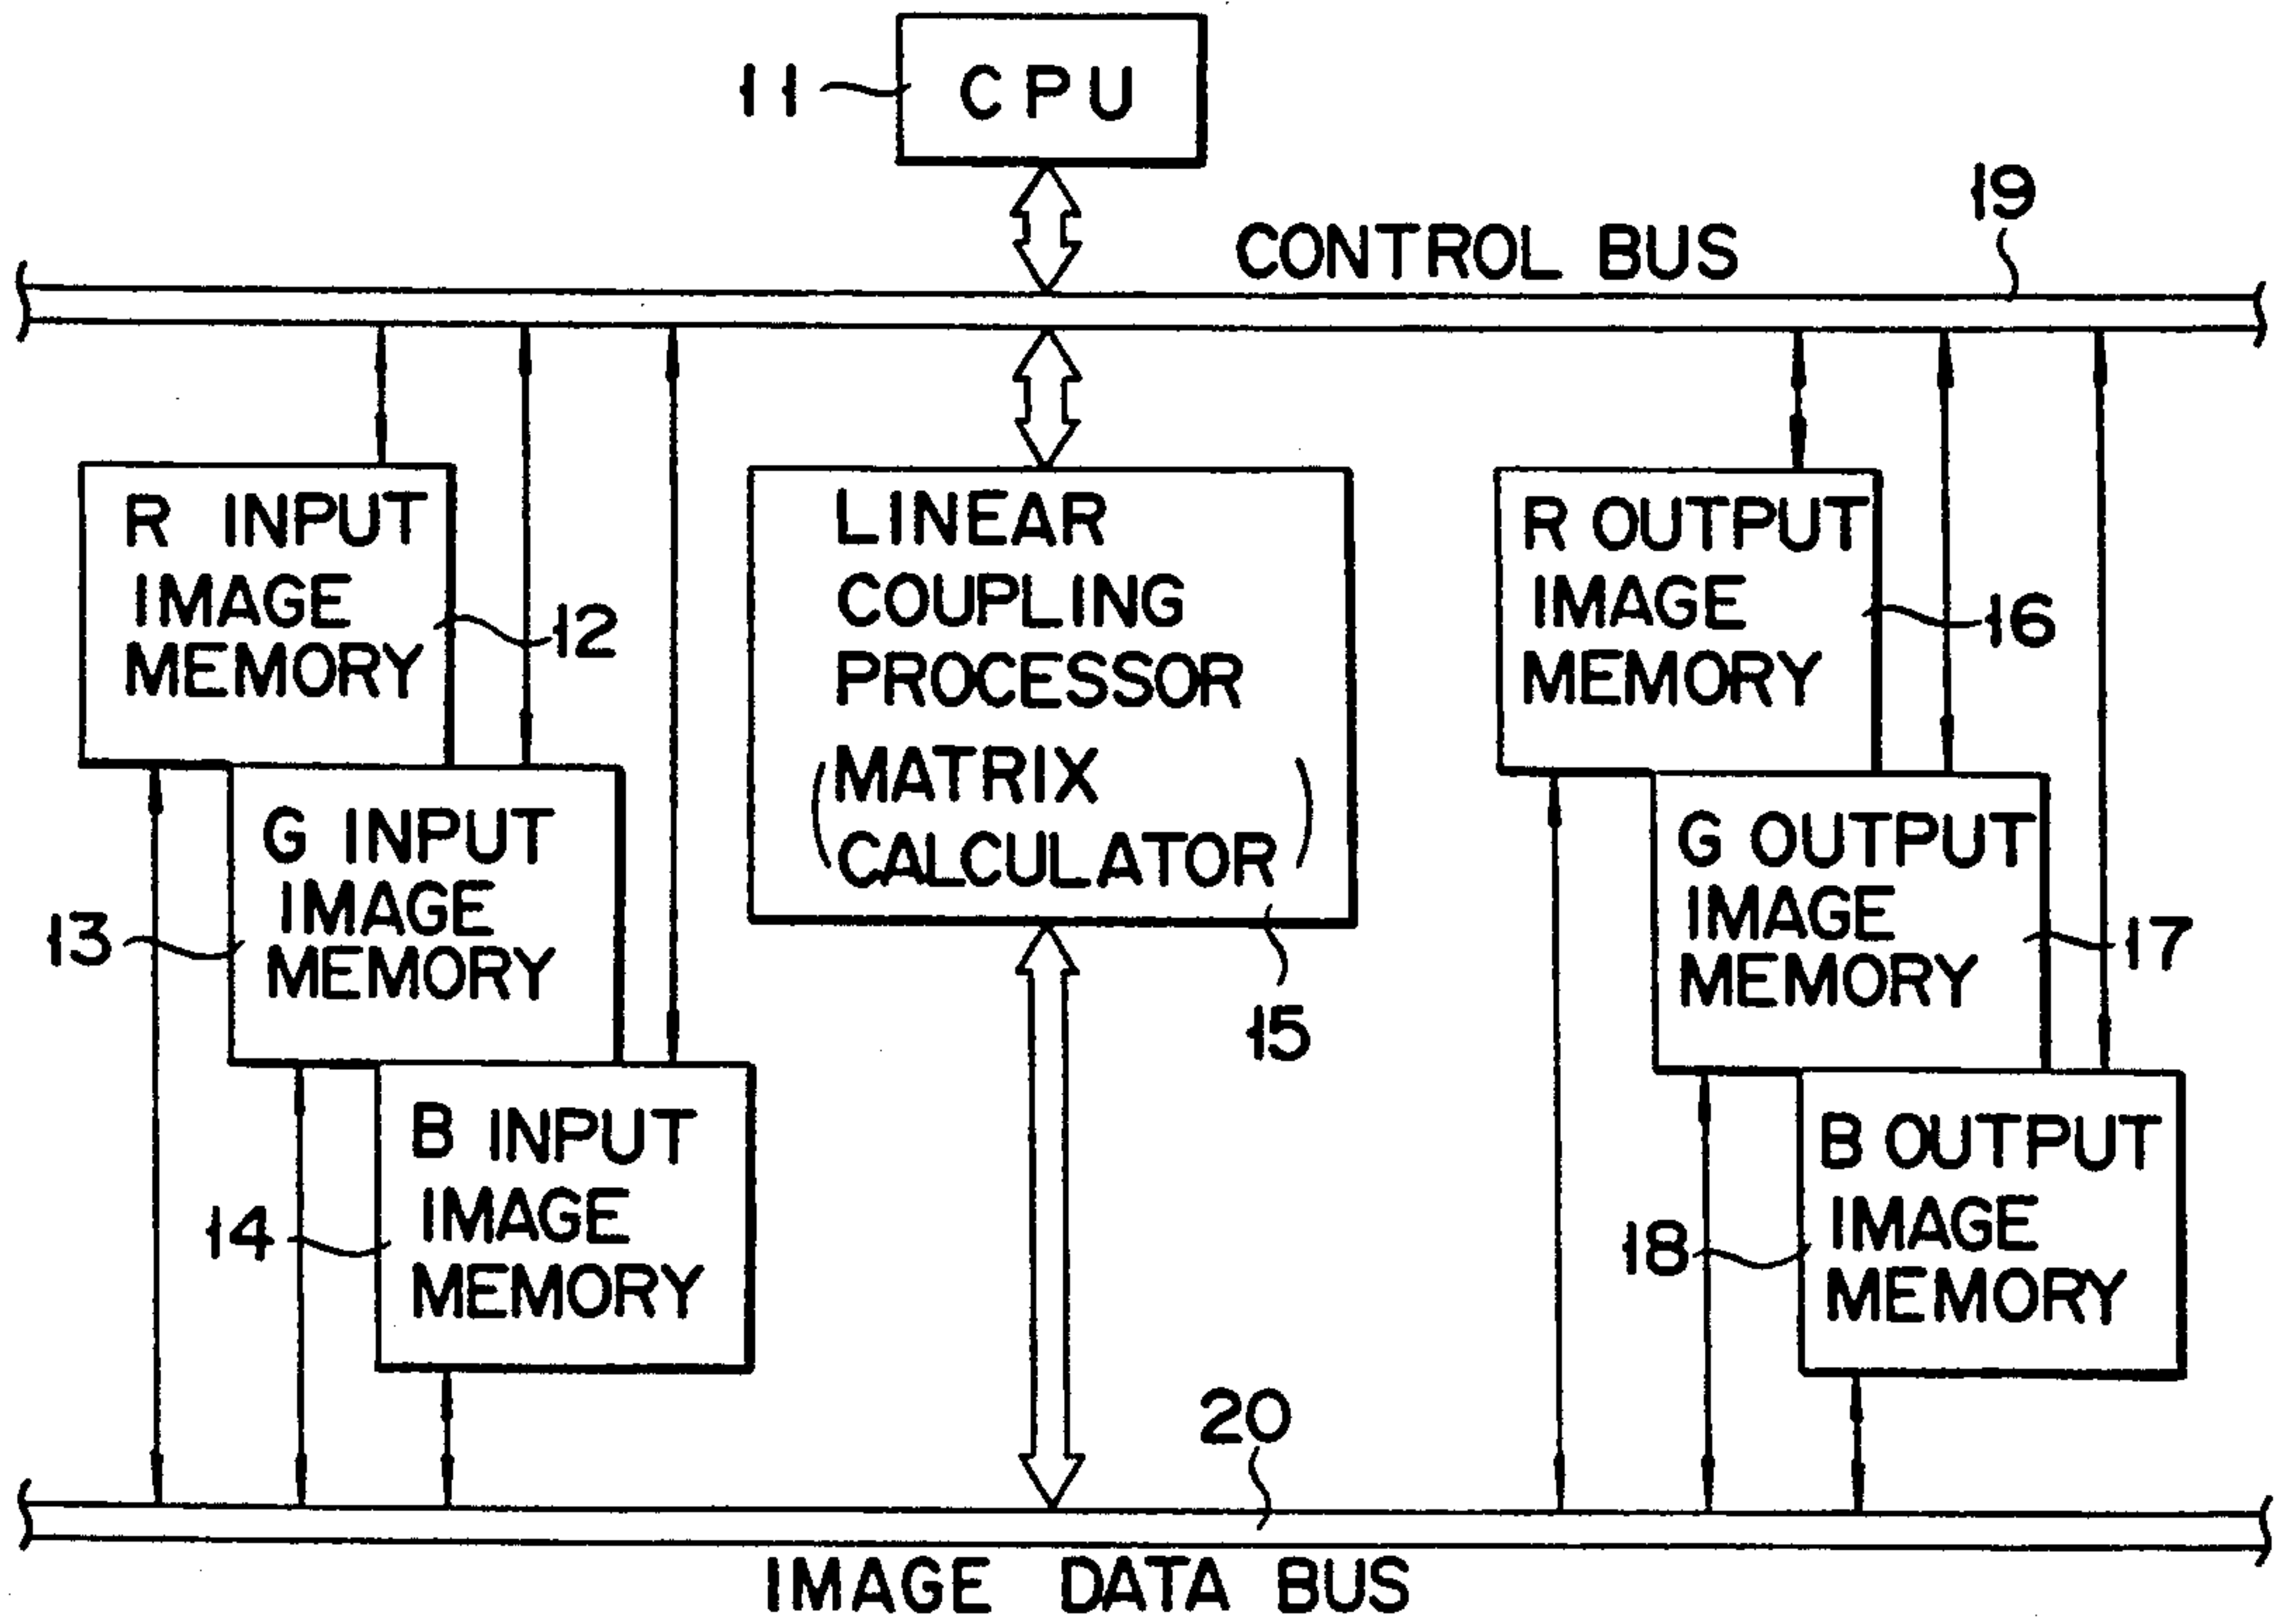 11
CPU
CONTROL BUS
19
R INPUT
IMAGE
MEMORY
12
G INPUT
IMAGE
MEMORY
13
B INPUT
IMAGE
MEMORY
14
LINEAR
COUPLING
PROCESSOR
(MATRIX
CALCULATOR)
15
R OUTPUT
IMAGE
MEMORY
16
G OUTPUT
IMAGE
MEMORY
17
B OUTPUT
IMAGE
MEMORY
18
20
IMAGE DATA BUS